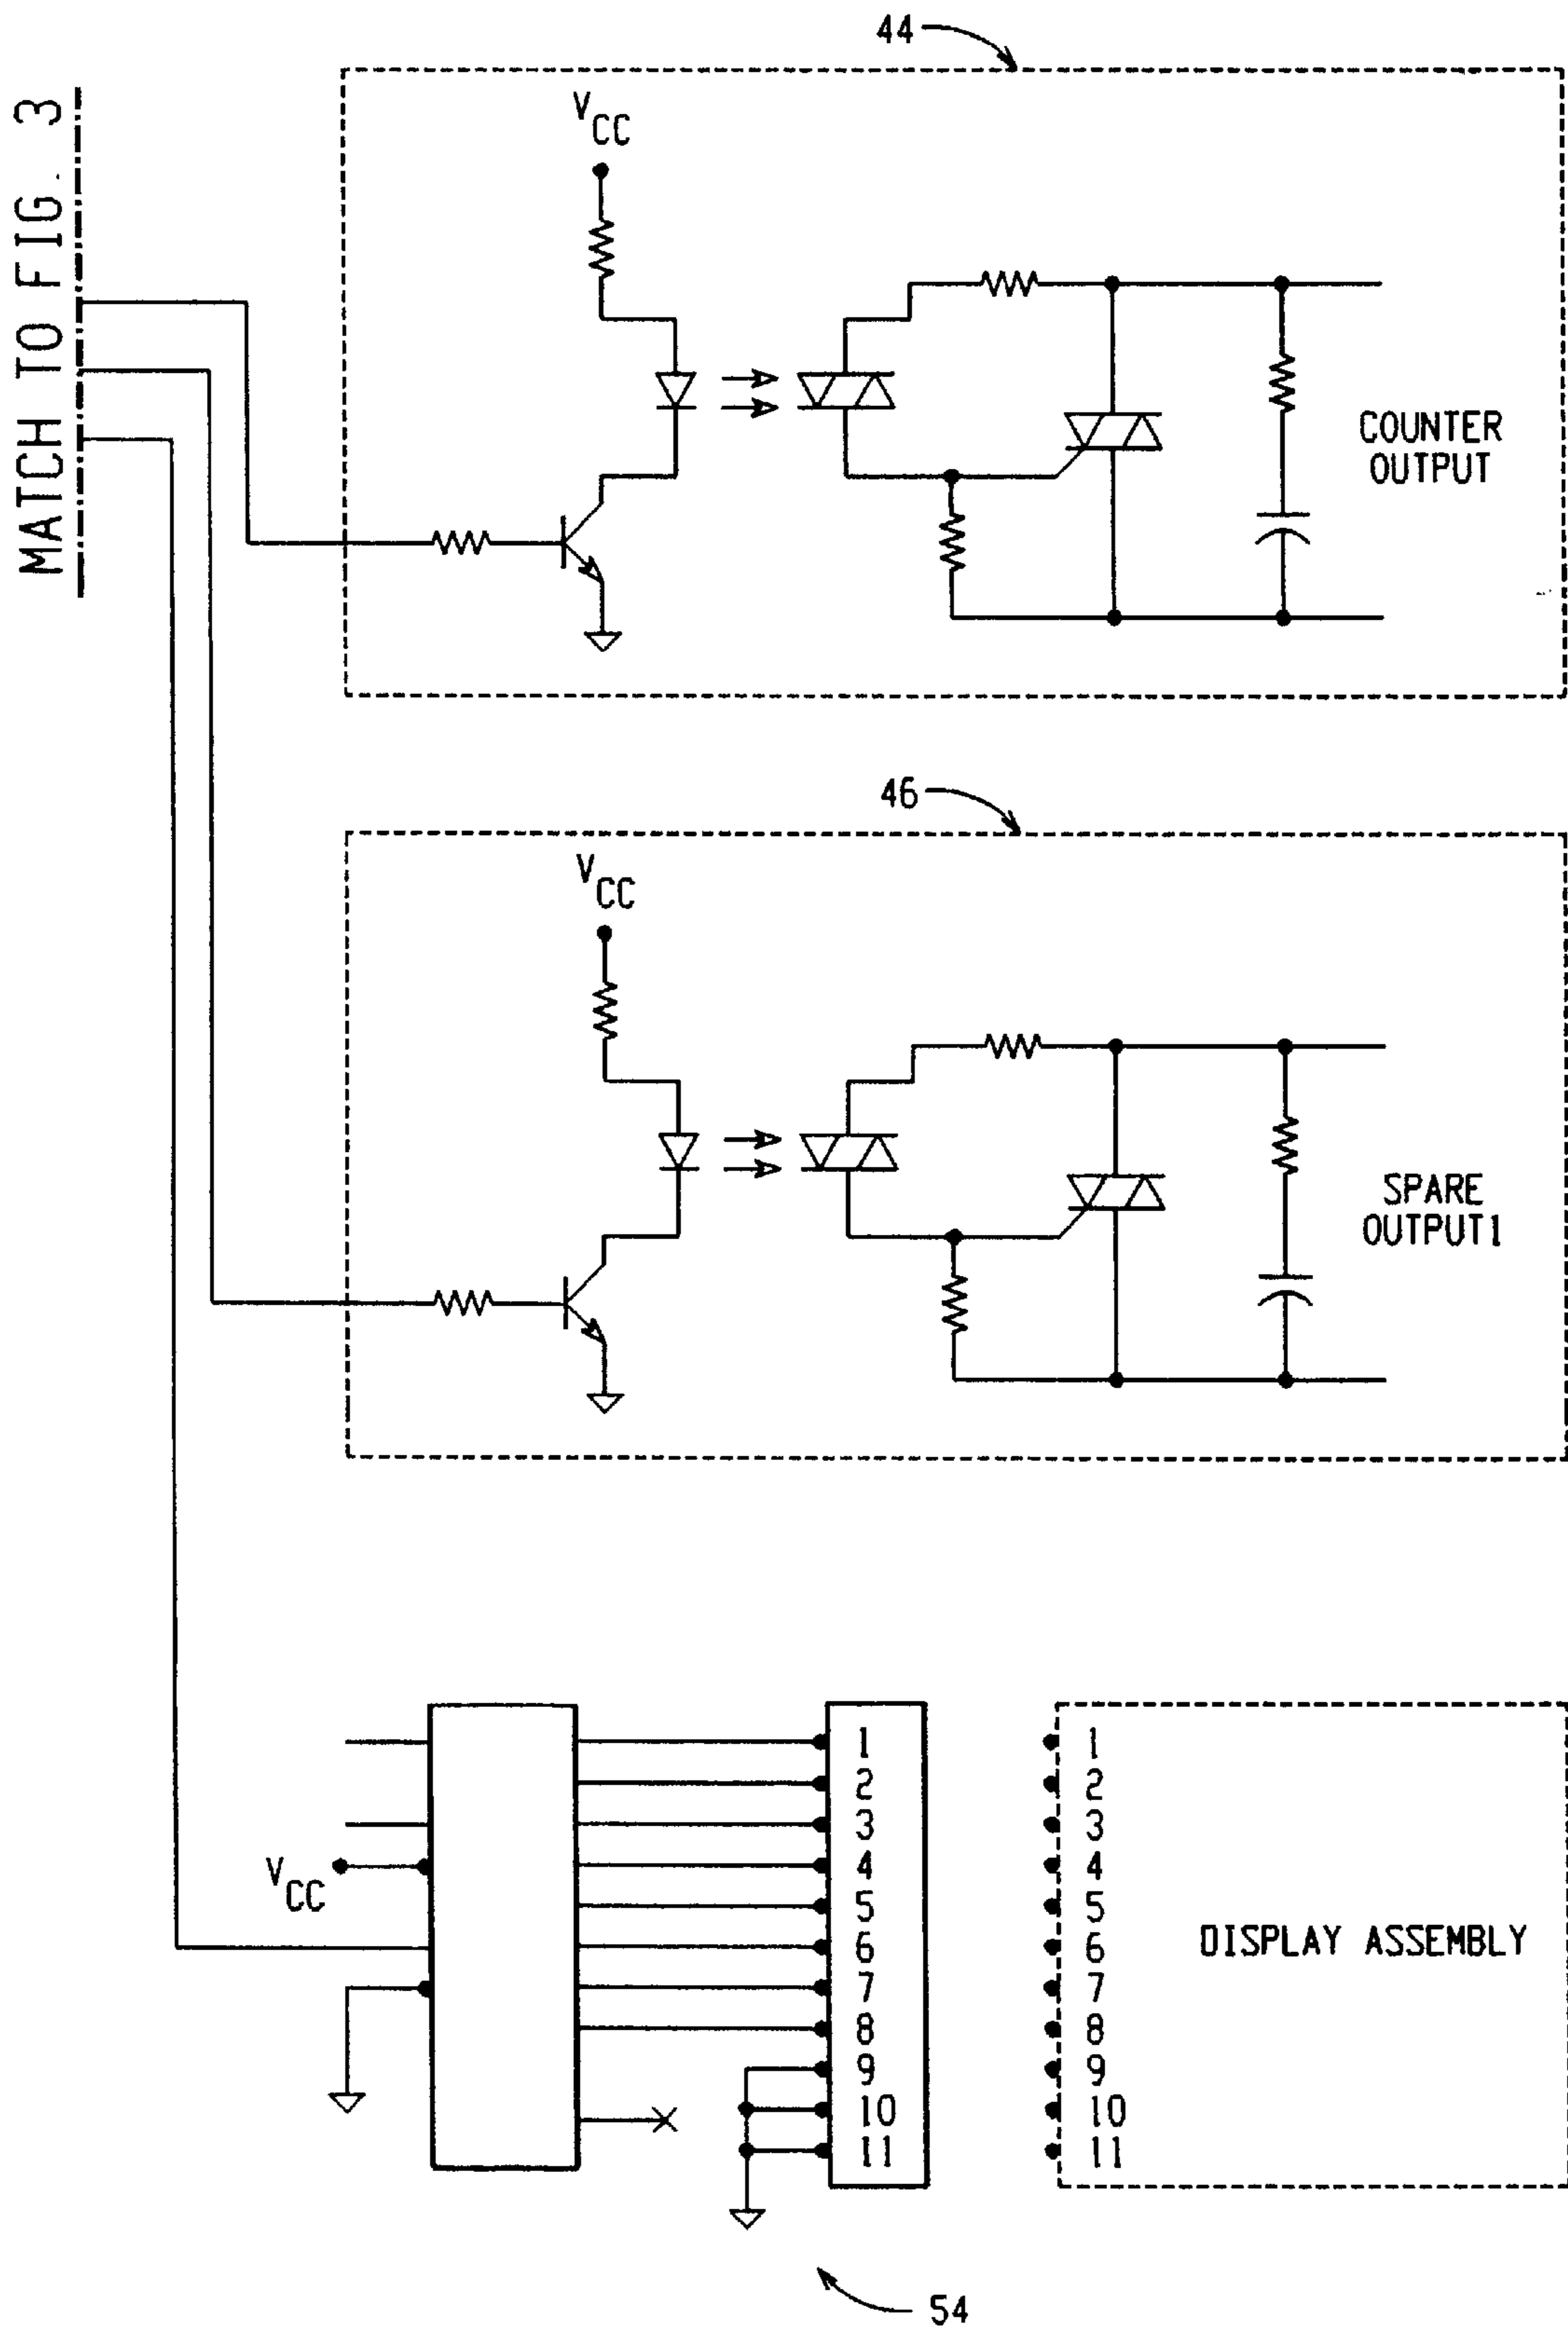 MATCH TO FIG. 3
44
VCC
COUNTER
OUTPUT
46
VCC
SPARE
OUTPUT1
VCC
1
2
3
4
5
6
7
8
9
10
11
1
2
3
4
5
6
7
8
9
10
11
DISPLAY ASSEMBLY
54